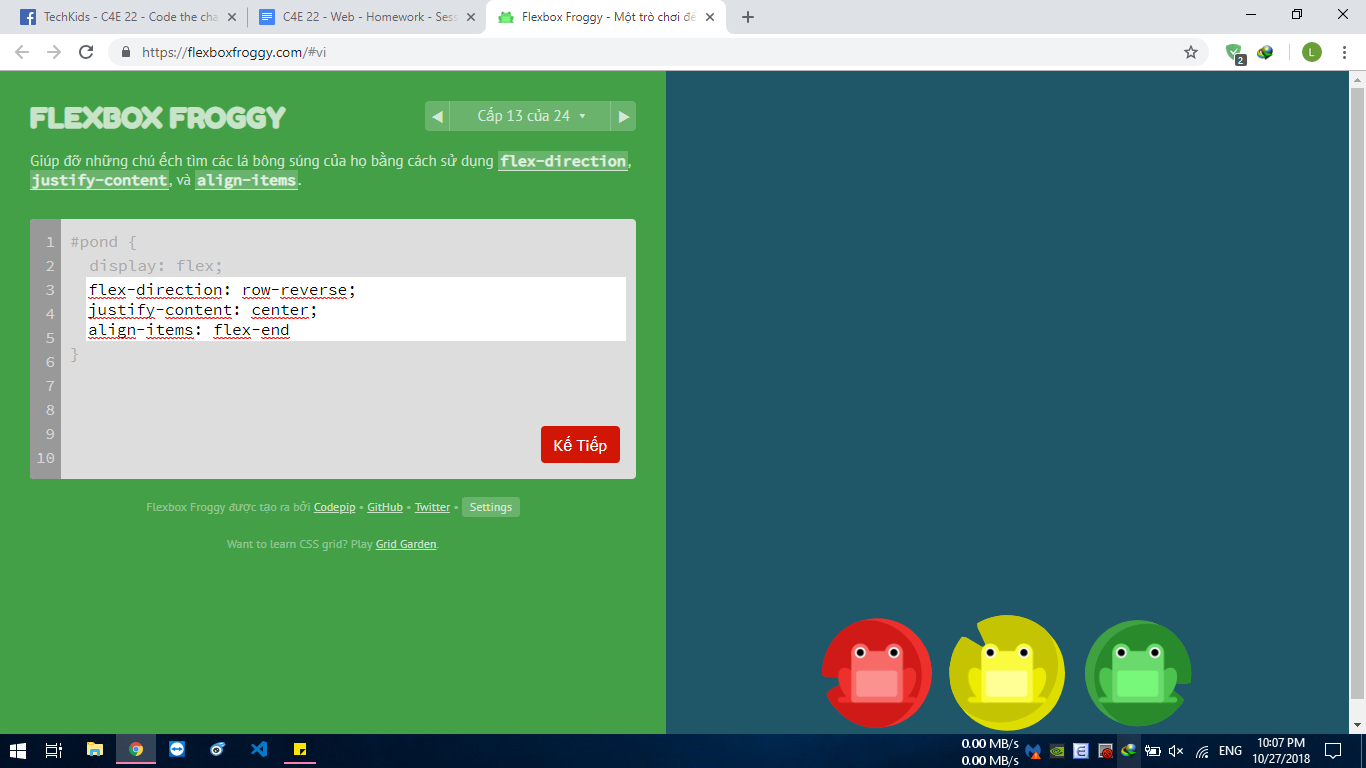 TechKids - C4E 22 - Code the cha
C4E 22 - Web - Homework - Sess
Flexbox Froggy - Một trò chơi để
https://flexboxfroggy.com/#vi
2
L
FLEXBOX FROGGY
Cấp 13 của 24
Giúp đỡ những chú ếch tìm các lá bông súng của họ bằng cách sử dụng flex-direction,
justify-content, và align-items.
1 #pond {
2 display: flex;
3 flex-direction: row-reverse;
4 justify-content: center;
5 align-items: flex-end
6 }
7
8
9
10
Kế Tiếp
Flexbox Froggy được tạo ra bởi Codepip • GitHub • Twitter • Settings
Want to learn CSS grid? Play Grid Garden.
0.00 MB/s
0.00 MB/s
ENG
10:07 PM
10/27/2018